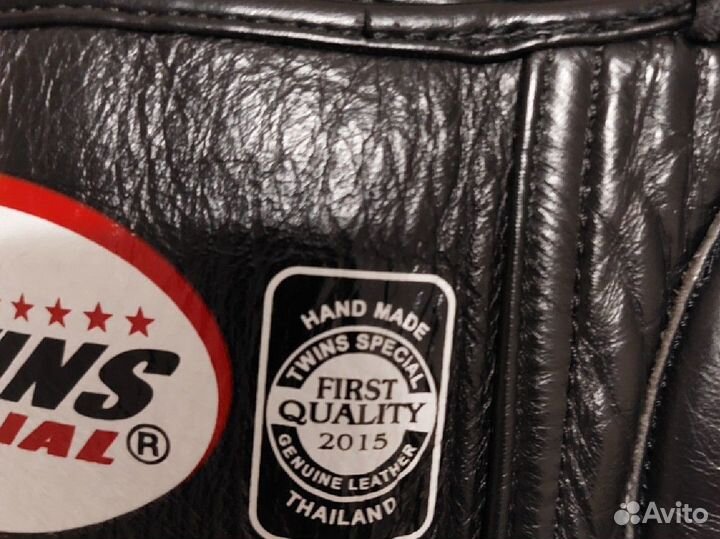 INS
IAL®
HAND MADE
TWINS SPECIAL
FIRST
QUALITY
2015
GENUINE LEATHER
THAILAND
Avito